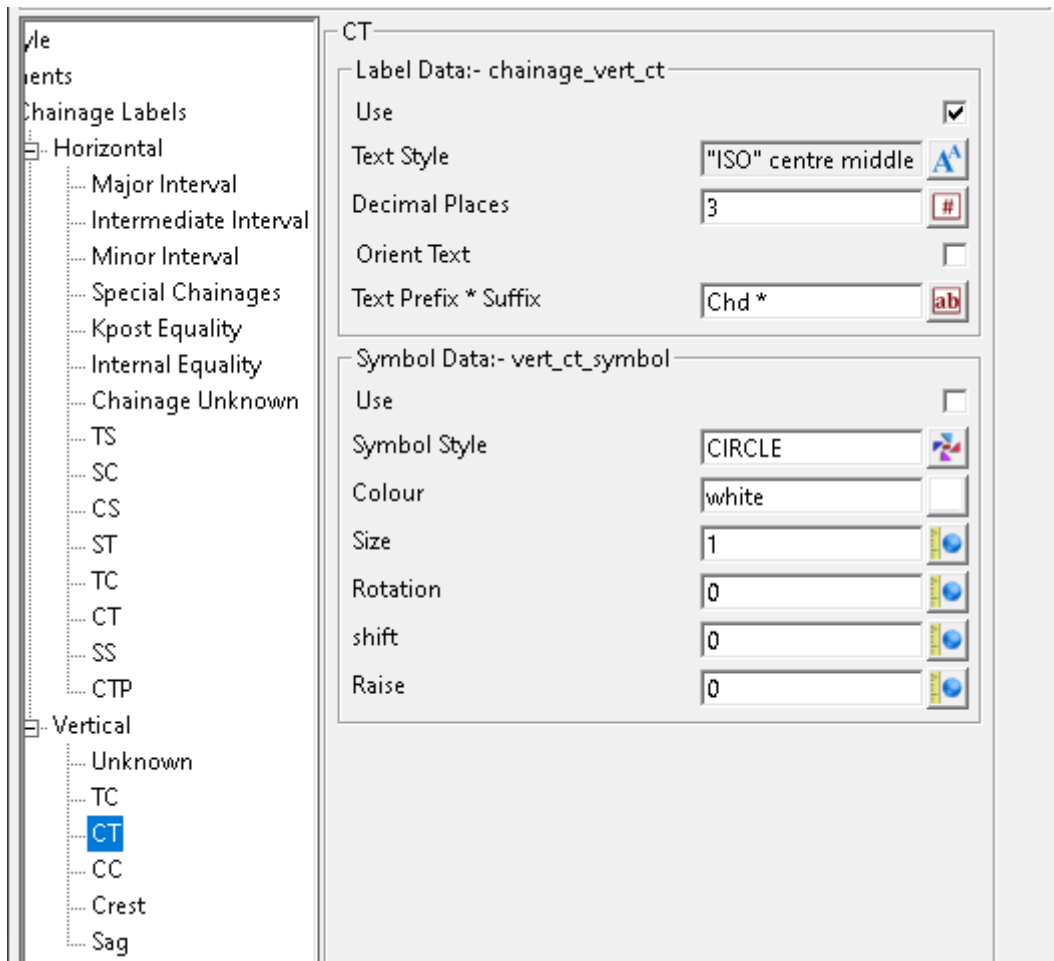 yle
ents
Chainage Labels
Horizontal
Major Interval
Intermediate Interval
Minor Interval
Special Chainages
Kpost Equality
Internal Equality
Chainage Unknown
TS
SC
CS
ST
TC
CT
SS
CTP
Vertical
Unknown
TC
CT
CC
Crest
Sag
CT
Label Data:- chainage_vert_ct
Use
Text Style "ISO" centre middle
Decimal Places 3 #
Orient Text
Text Prefix * Suffix Chd * ab
Symbol Data:- vert_ct_symbol
Use
Symbol Style CIRCLE
Colour white
Size 1
Rotation 0
shift 0
Raise 0